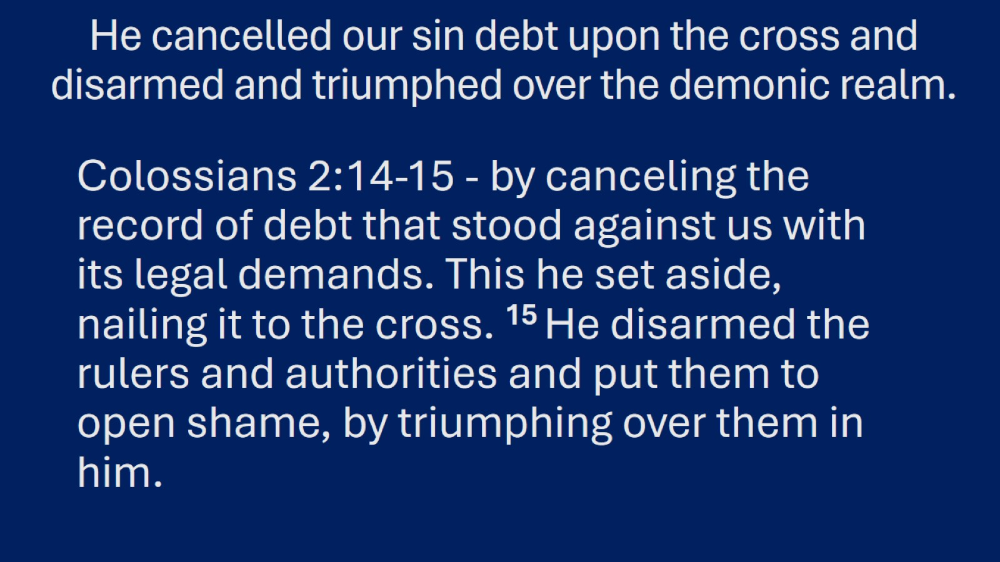 He cancelled our sin debt upon the cross and
disarmed and triumphed over the demonic realm.
Colossians 2:14-15 - by canceling the
record of debt that stood against us with
its legal demands. This he set aside,
nailing it to the cross. 15 He disarmed the
rulers and authorities and put them to
open shame, by triumphing over them in
him.